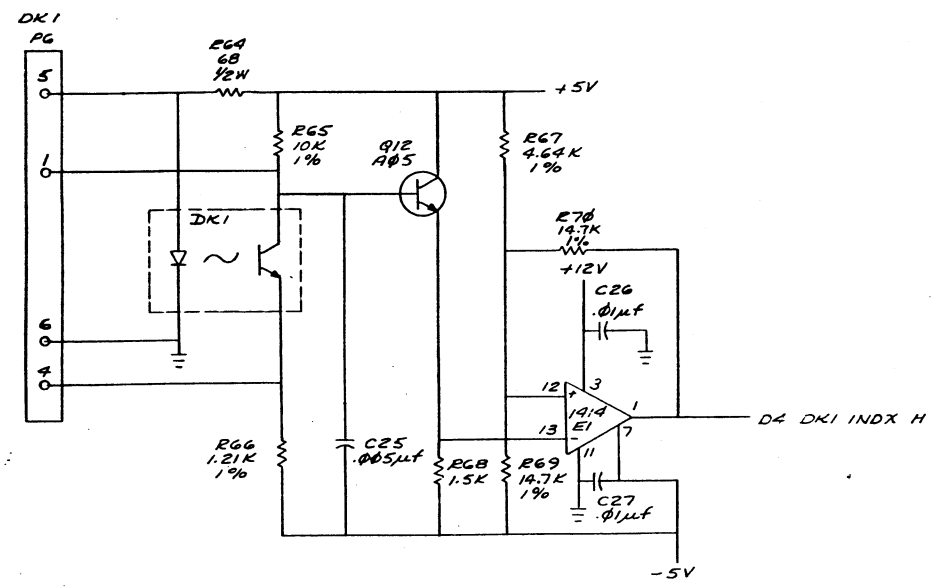 DK1
P6
5
1
6
4
R64
68
1/2W
+5V
R65
10K
1%
Q12
AØ5
R67
4.64K
1%
DK1
R7Ø
14.7K
1%
+12V
C26
.Ø1µf
3
12
+
1414
E1
1
13
-
7
11
D4 DK1 INDX H
R66
1.21K
1%
C25
.ØØ5µf
R68
1.5K
R69
14.7K
1%
C27
.Ø1µf
-5V